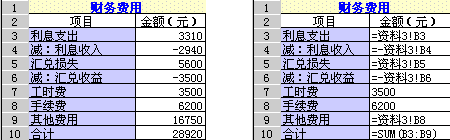 1 财务费用
2 项目 金额（元）
3 利息支出 3310
4 减：利息收入 -2940
5 汇兑损失 5600
6 减：汇兑收益 -3500
7 工时费 3500
8 手续费 6200
9 其他费用 16750
10 合计 28920
1 财务费用
2 项目 金额（元）
3 利息支出 =资料3!B3
4 减：利息收入 =-资料3!B4
5 汇兑损失 =资料3!B5
6 减：汇兑收益 =-资料3!B6
7 工时费 3500
8 手续费 6200
9 其他费用 =资料3!B8
10 合计 =SUM(B3:B9)